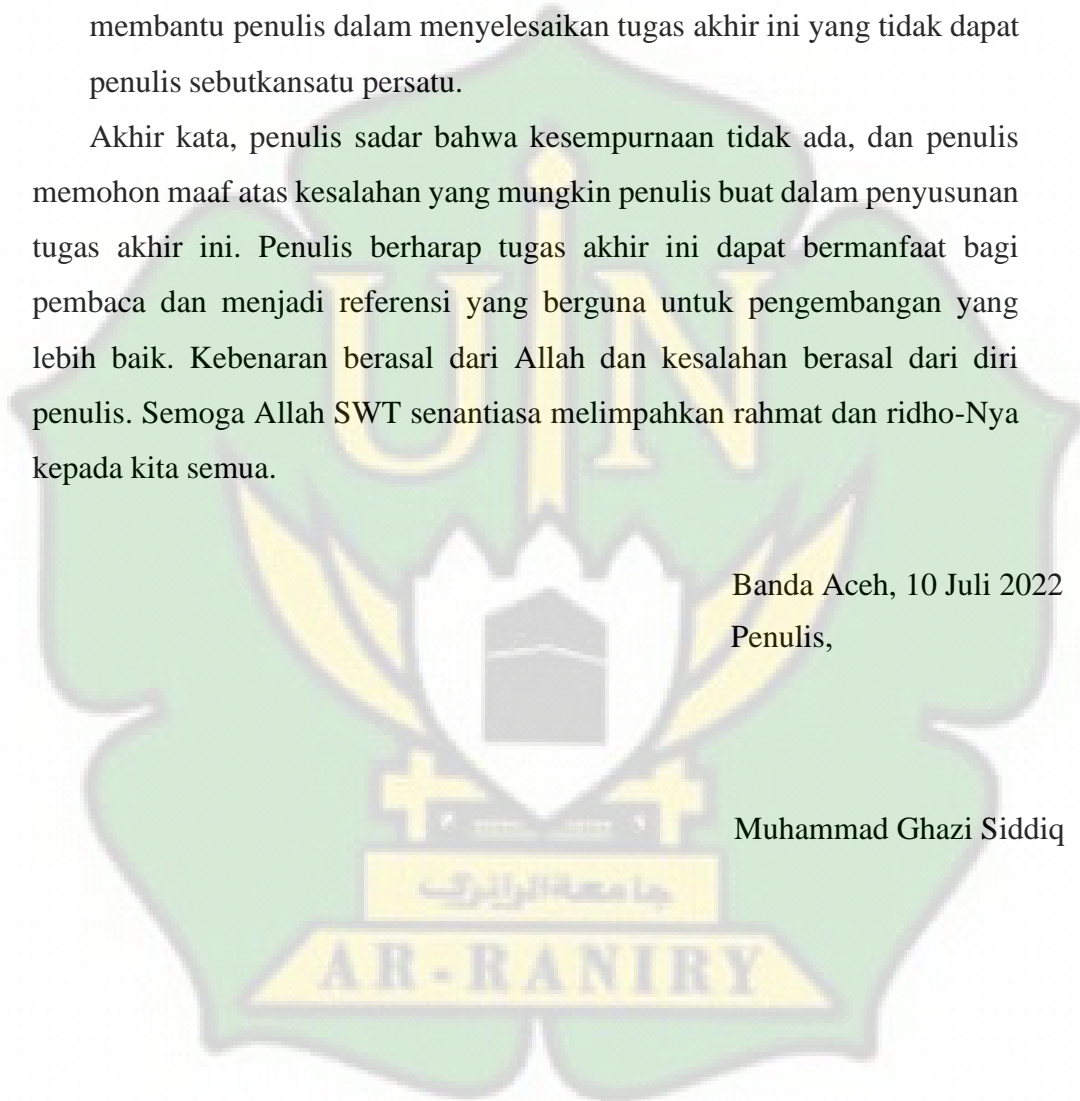 membantu penulis dalam menyelesaikan tugas akhir ini yang tidak dapat
penulis sebutkansatu persatu.
Akhir kata, penulis sadar bahwa kesempurnaan tidak ada, dan penulis
memohon maaf atas kesalahan yang mungkin penulis buat dalam penyusunan
tugas akhir ini. Penulis berharap tugas akhir ini dapat bermanfaat bagi
pembaca dan menjadi referensi yang berguna untuk pengembangan yang
lebih baik. Kebenaran berasal dari Allah dan kesalahan berasal dari diri
penulis. Semoga Allah SWT senantiasa melimpahkan rahmat dan ridho-Nya
kepada kita semua.
Banda Aceh, 10 Juli 2022
Penulis,
Muhammad Ghazi Siddiq
UIN
جامعة الرانري
AR-RANIRY